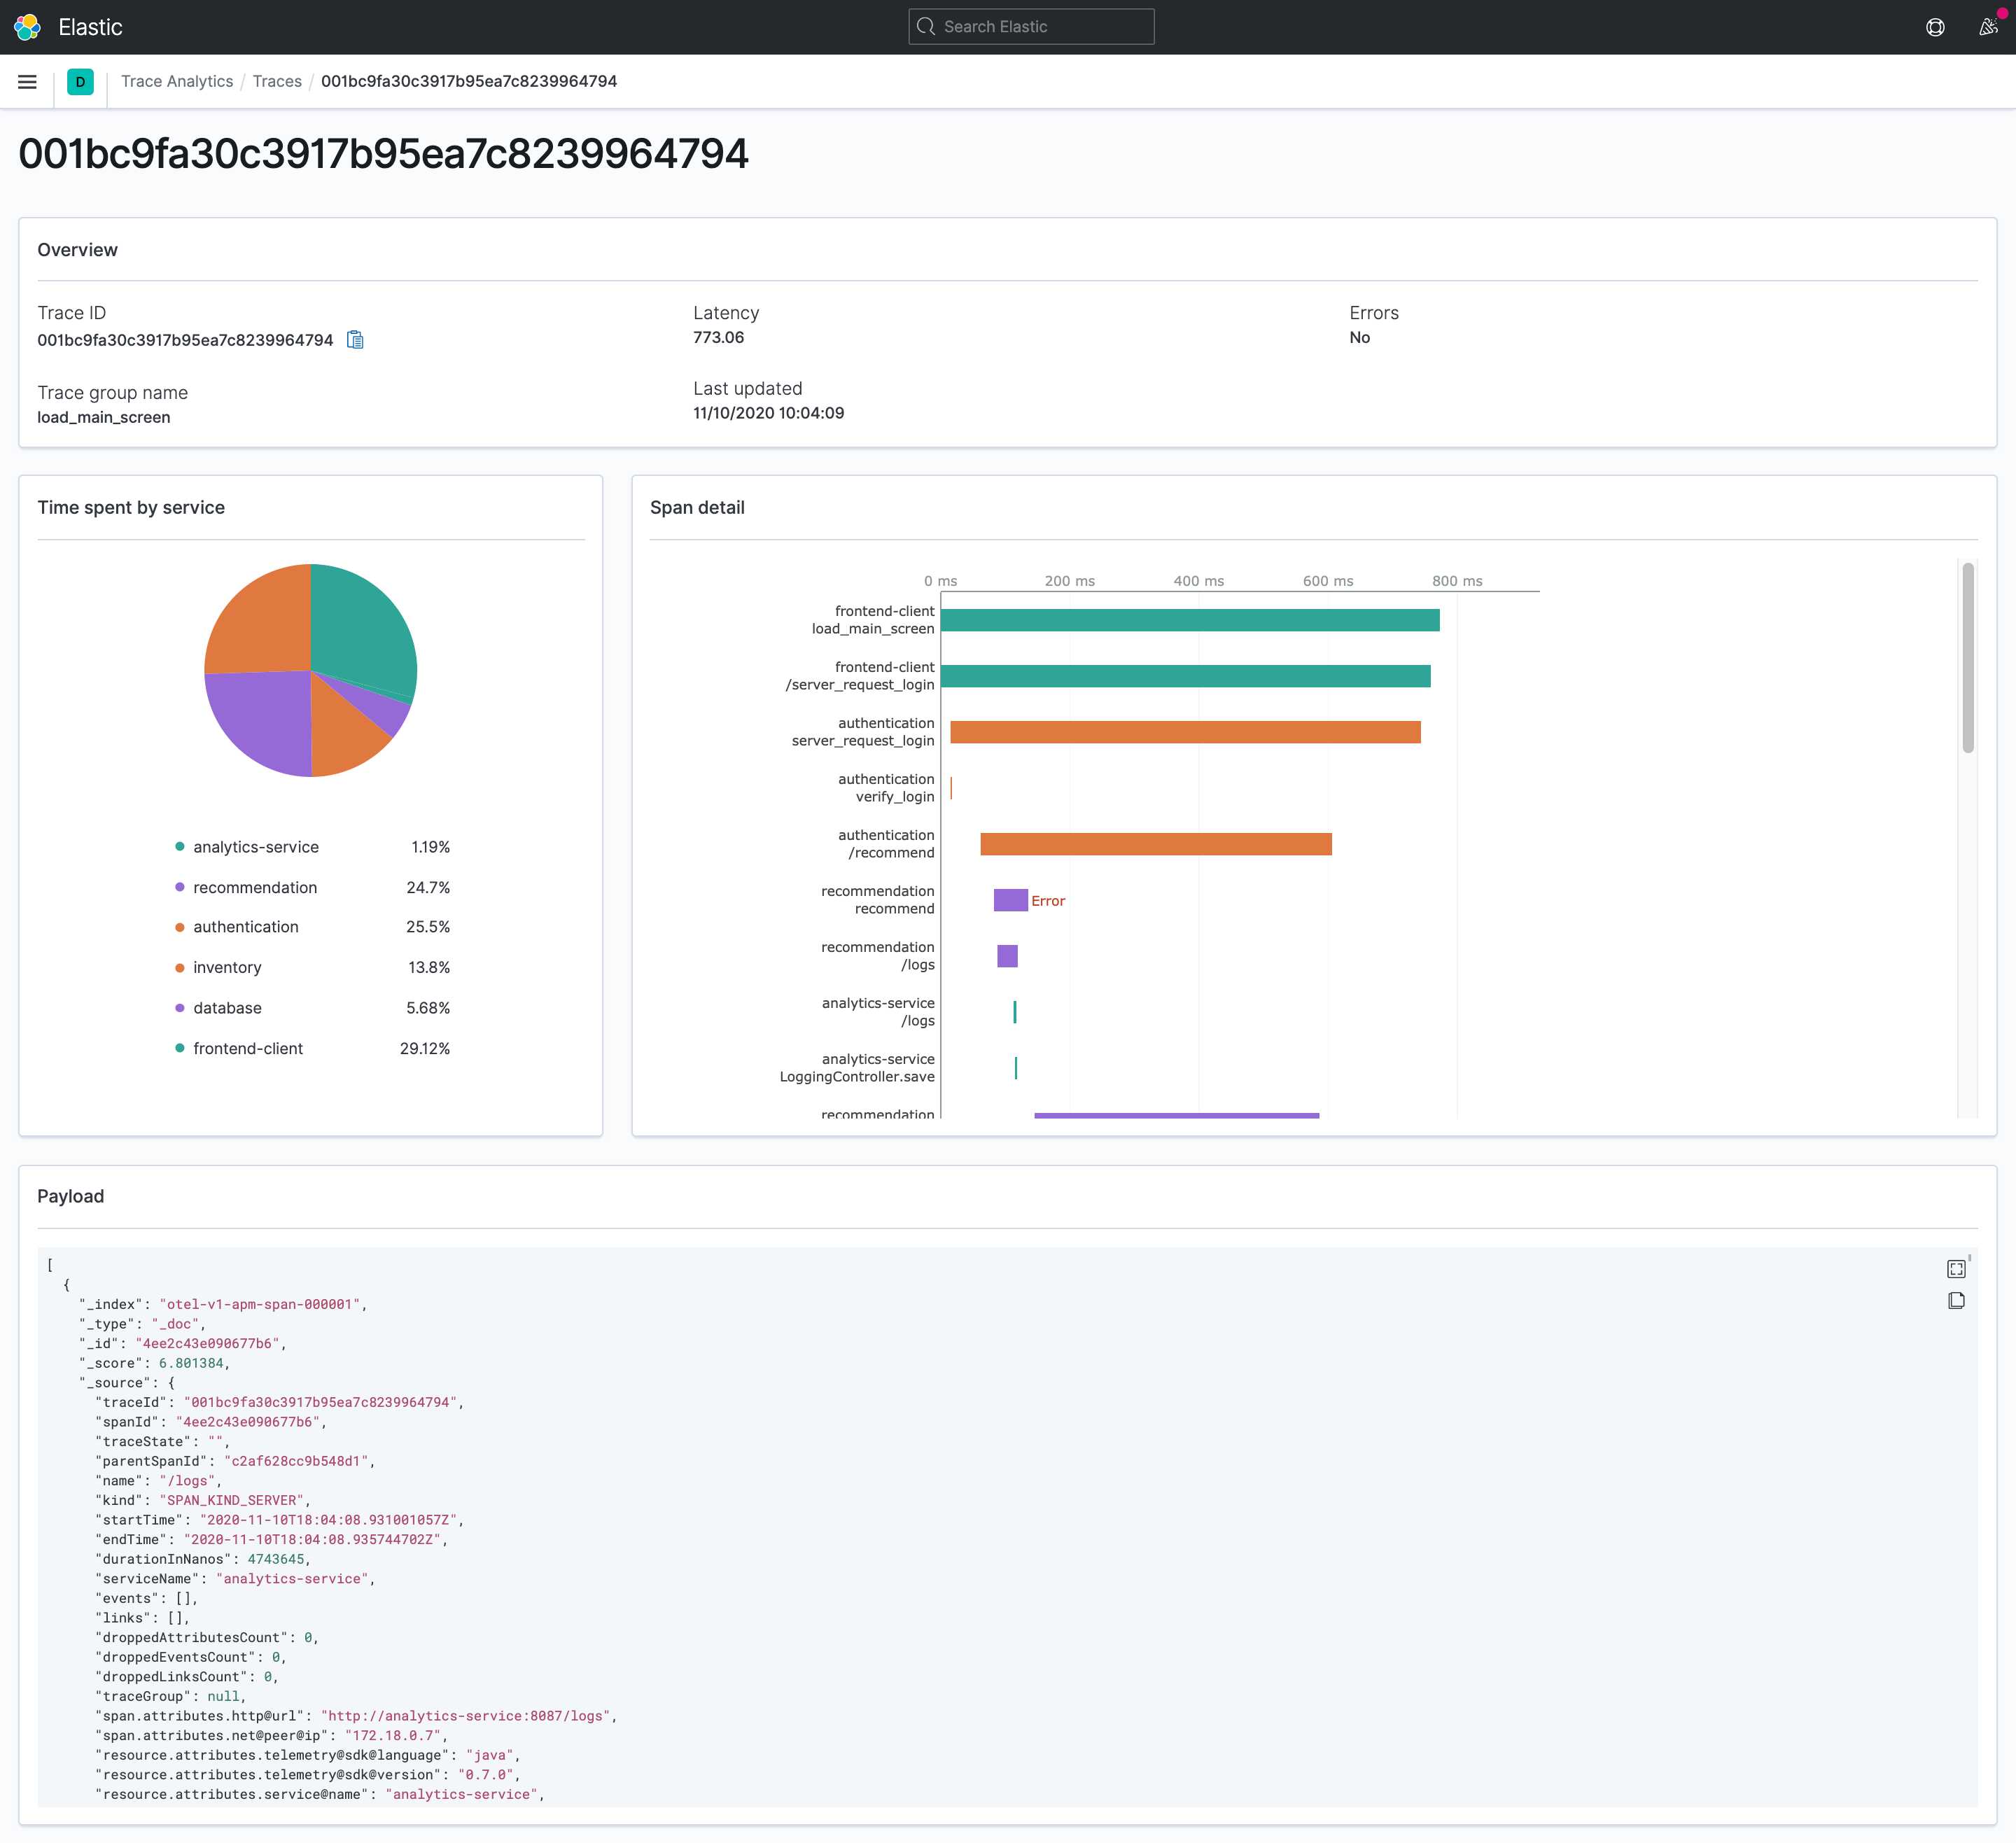 Elastic
Search Elastic
D
Trace Analytics / Traces / 001bc9fa30c3917b95ea7c8239964794
001bc9fa30c3917b95ea7c8239964794
Overview
Trace ID
001bc9fa30c3917b95ea7c8239964794
Trace group name
load_main_screen
Latency
773.06
Last updated
11/10/2020 10:04:09
Errors
No
Time spent by service
analytics-service 1.19%
recommendation 24.7%
authentication 25.5%
inventory 13.8%
database 5.68%
frontend-client 29.12%
Span detail
0 ms 200 ms 400 ms 600 ms 800 ms
frontend-client
load_main_screen
frontend-client
/server_request_login
authentication
server_request_login
authentication
verify_login
authentication
/recommend
recommendation
recommend
Error
recommendation
/logs
analytics-service
/logs
analytics-service
LoggingController.save
recommendation
Payload
[
{
"_index": "otel-v1-apm-span-000001",
"_type": "_doc",
"_id": "4ee2c43e090677b6",
"_score": 6.801384,
"_source": {
"traceId": "001bc9fa30c3917b95ea7c8239964794",
"spanId": "4ee2c43e090677b6",
"traceState": "",
"parentSpanId": "c2af628cc9b548d1",
"name": "/logs",
"kind": "SPAN_KIND_SERVER",
"startTime": "2020-11-10T18:04:08.931001057Z",
"endTime": "2020-11-10T18:04:08.935744702Z",
"durationInNanos": 4743645,
"serviceName": "analytics-service",
"events": [],
"links": [],
"droppedAttributesCount": 0,
"droppedEventsCount": 0,
"droppedLinksCount": 0,
"traceGroup": null,
"span.attributes.http@url": "http://analytics-service:8087/logs",
"span.attributes.net@peer@ip": "172.18.0.7",
"resource.attributes.telemetry@sdk@language": "java",
"resource.attributes.telemetry@sdk@version": "0.7.0",
"resource.attributes.service@name": "analytics-service",